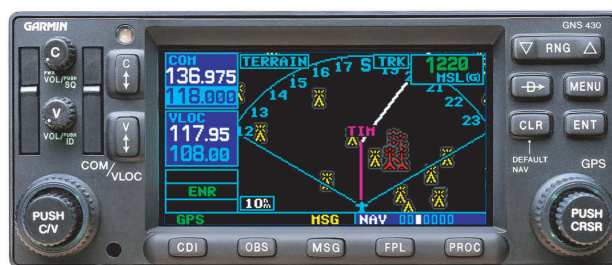 GARMIN
GNS 430
C
PWR
VOL/PUSH
SQ
C
V
VOL/PUSH
ID
V
COM/VLOC
PUSH
C/V
COM
136.975
118.000
VLOC
117.95
108.00
ENR
GPS
TERRAIN
TRK
1220
MSL(G)
12
13
14
15
16
17
S
21
22
23
TIM
10
MSG
NAV
RNG
D
MENU
CLR
ENT
DEFAULT
NAV
GPS
PUSH
CRSR
CDI
OBS
MSG
FPL
PROC